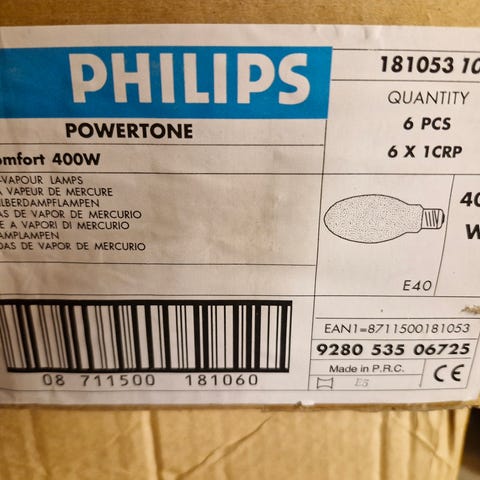 PHILIPS
POWERTONE
omfort 400W
-VAPOUR LAMPS
A VAPEUR DE MERCURE
ILBERDAMPFLAMPEN
AS DE VAPOR DE MERCURIO
E A VAPORI DI MERCURIO
AMPLAMPEN
DAS DE VAPOR DE MERCURIO
08 711500 181060
181053 10
QUANTITY
6 PCS
6 X 1CRP
40
W
E40
EAN1=8711500181053
9280 535 06725
Made in P.R.C.
E5
CE